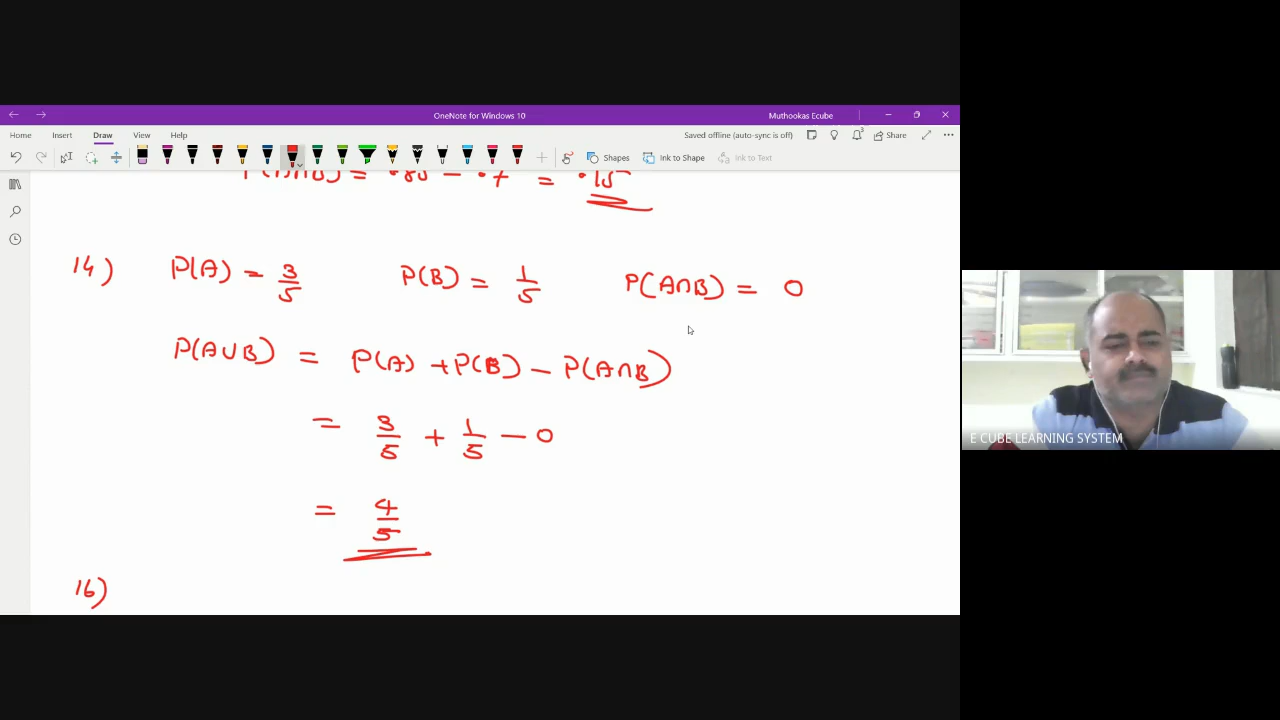 OneNote for Windows 10
Muthookas Ecube
Home Insert Draw View Help
Saved offline (auto-sync is off)
Share
Shapes
Ink to Shape
Ink to Text
= .15
14) P(A) = 3/5 P(B) = 1/5 P(A∩B) = 0
P(A∪B) = P(A) + P(B) - P(A∩B)
= 3/5 + 1/5 - 0
= 4/5
16)
E CUBE LEARNING SYSTEM